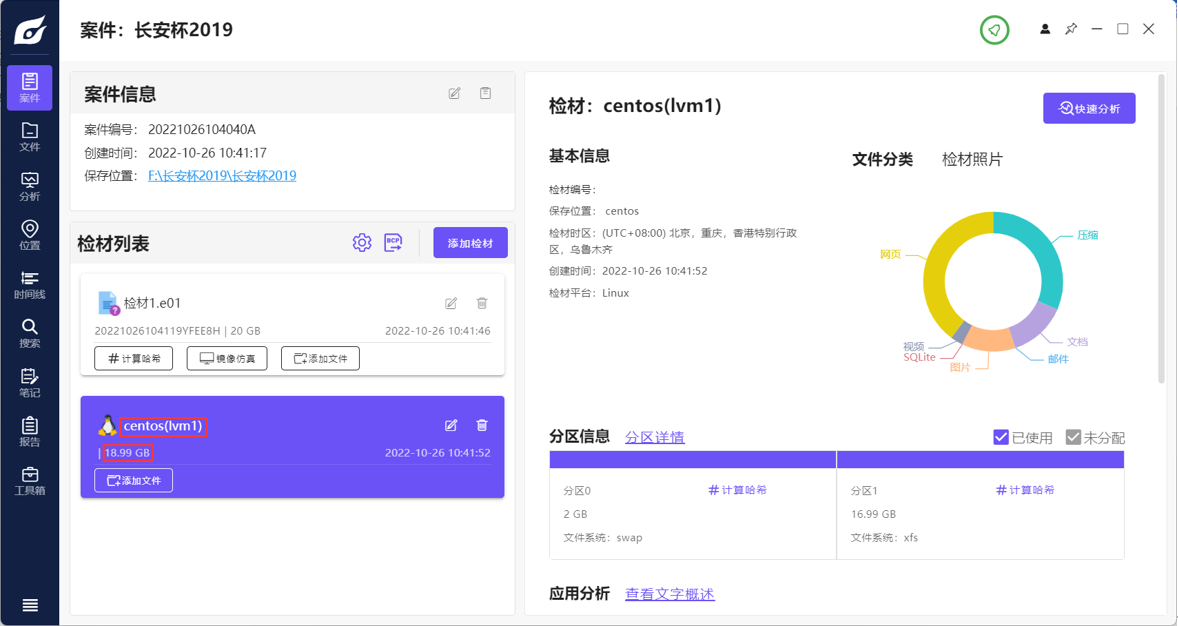 案件：长安杯2019
案件
文件
分析
位置
时间线
搜索
笔记
报告
工具箱
案件信息
案件编号： 20221026104040A
创建时间： 2022-10-26 10:41:17
保存位置： F:\长安杯2019\长安杯2019
检材列表
BCP
添加检材
检材1.e01
20221026104119YFEE8H | 20 GB 2022-10-26 10:41:46
计算哈希 镜像仿真 添加文件
centos(lvm1)
| 18.99 GB 2022-10-26 10:41:52
添加文件
检材：centos(lvm1)
快速分析
基本信息
检材编号：
保存位置： centos
检材时区：(UTC+08:00) 北京，重庆，香港特别行政
区，乌鲁木齐
创建时间：2022-10-26 10:41:52
检材平台：Linux
文件分类 检材照片
压缩
网页
文档
视频
SQLite
邮件
图片
分区信息 分区详情 已使用 未分配
分区0 #计算哈希
2 GB
文件系统：swap
分区1 #计算哈希
16.99 GB
文件系统：xfs
应用分析 查看文字概述